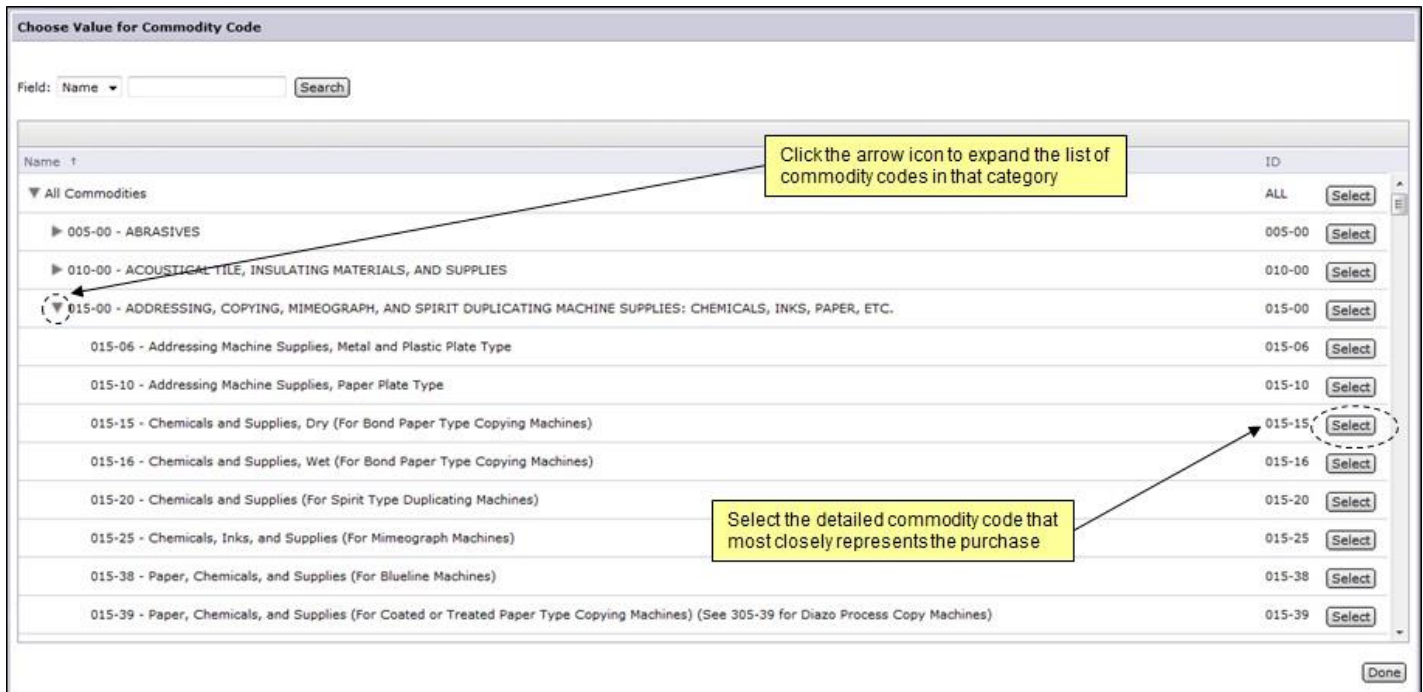 Choose Value for Commodity Code
Field: Name Search
Click the arrow icon to expand the list of
commodity codes in that category
Name ↑ ID
All Commodities ALL Select
005-00 - ABRASIVES 005-00 Select
010-00 - ACOUSTICAL TILE, INSULATING MATERIALS, AND SUPPLIES 010-00 Select
015-00 - ADDRESSING, COPYING, MIMEOGRAPH, AND SPIRIT DUPLICATING MACHINE SUPPLIES: CHEMICALS, INKS, PAPER, ETC. 015-00 Select
015-06 - Addressing Machine Supplies, Metal and Plastic Plate Type 015-06 Select
015-10 - Addressing Machine Supplies, Paper Plate Type 015-10 Select
015-15 - Chemicals and Supplies, Dry (For Bond Paper Type Copying Machines) 015-15 Select
015-16 - Chemicals and Supplies, Wet (For Bond Paper Type Copying Machines) 015-16 Select
015-20 - Chemicals and Supplies (For Spirit Type Duplicating Machines) 015-20 Select
Select the detailed commodity code that
most closely represents the purchase
015-25 - Chemicals, Inks, and Supplies (For Mimeograph Machines) 015-25 Select
015-38 - Paper, Chemicals, and Supplies (For Blueline Machines) 015-38 Select
015-39 - Paper, Chemicals, and Supplies (For Coated or Treated Paper Type Copying Machines) (See 305-39 for Diazo Process Copy Machines) 015-39 Select
Done